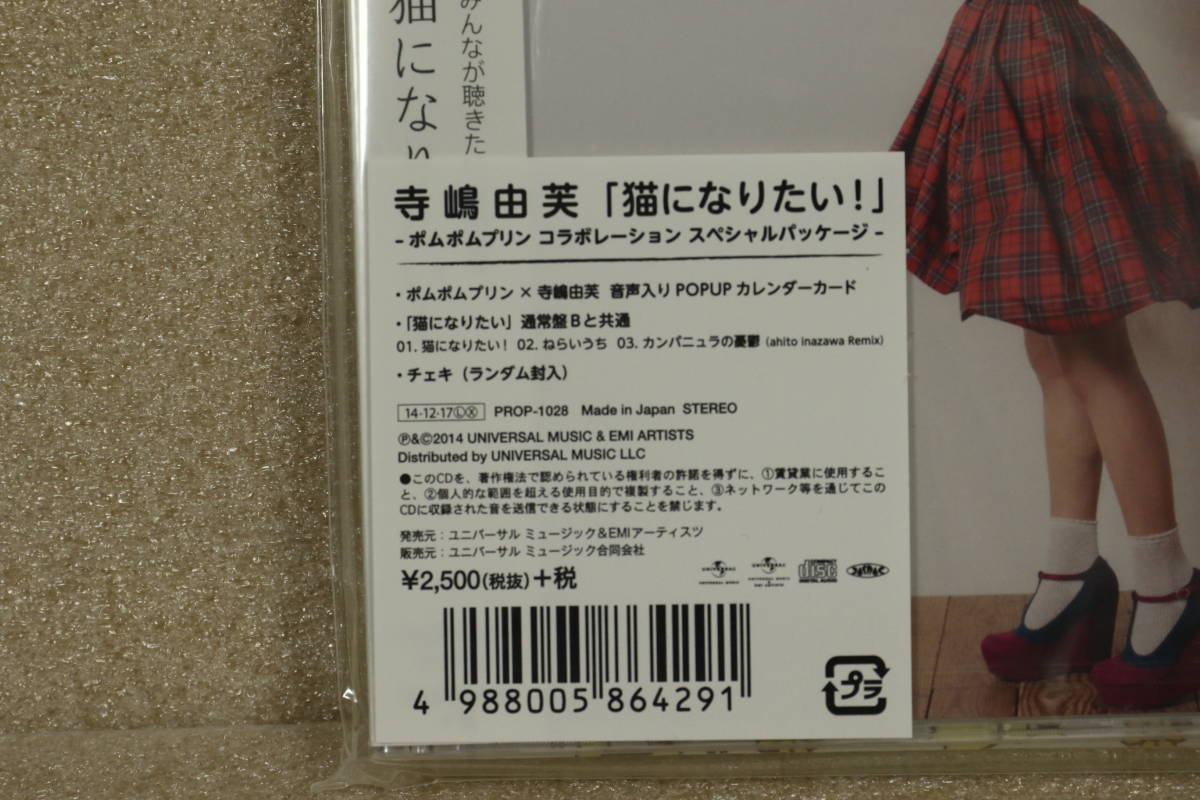 みんなが聴きた
猫になり
寺嶋由芙「猫になりたい!」
- ポムポムプリン コラボレーション スペシャルパッケージ -
・ポムポムプリン × 寺嶋由芙 音声入り POPUP カレンダーカード
・「猫になりたい」通常盤Bと共通
01. 猫になりたい! 02. ねらいうち 03. カンパニュラの憂鬱 (ahito inazawa Remix)
・チェキ（ランダム封入）
14・12・17ⓁⓍ PROP-1028 Made in Japan STEREO
Ⓟ&©2014 UNIVERSAL MUSIC & EMI ARTISTS
Distributed by UNIVERSAL MUSIC LLC
●このCDを、著作権法で認められている権利者の許諾を得ずに、①賃貸業に使用するこ
と、②個人的な範囲を超える使用目的で複製すること、③ネットワーク等を通じてこの
CDに収録された音を送信できる状態にすることを禁じます。
発売元：ユニバーサル ミュージック&EMIアーティスツ
販売元：ユニバーサル ミュージック合同会社
¥2,500(税抜)+税
disc
プラ
4 988005 864291